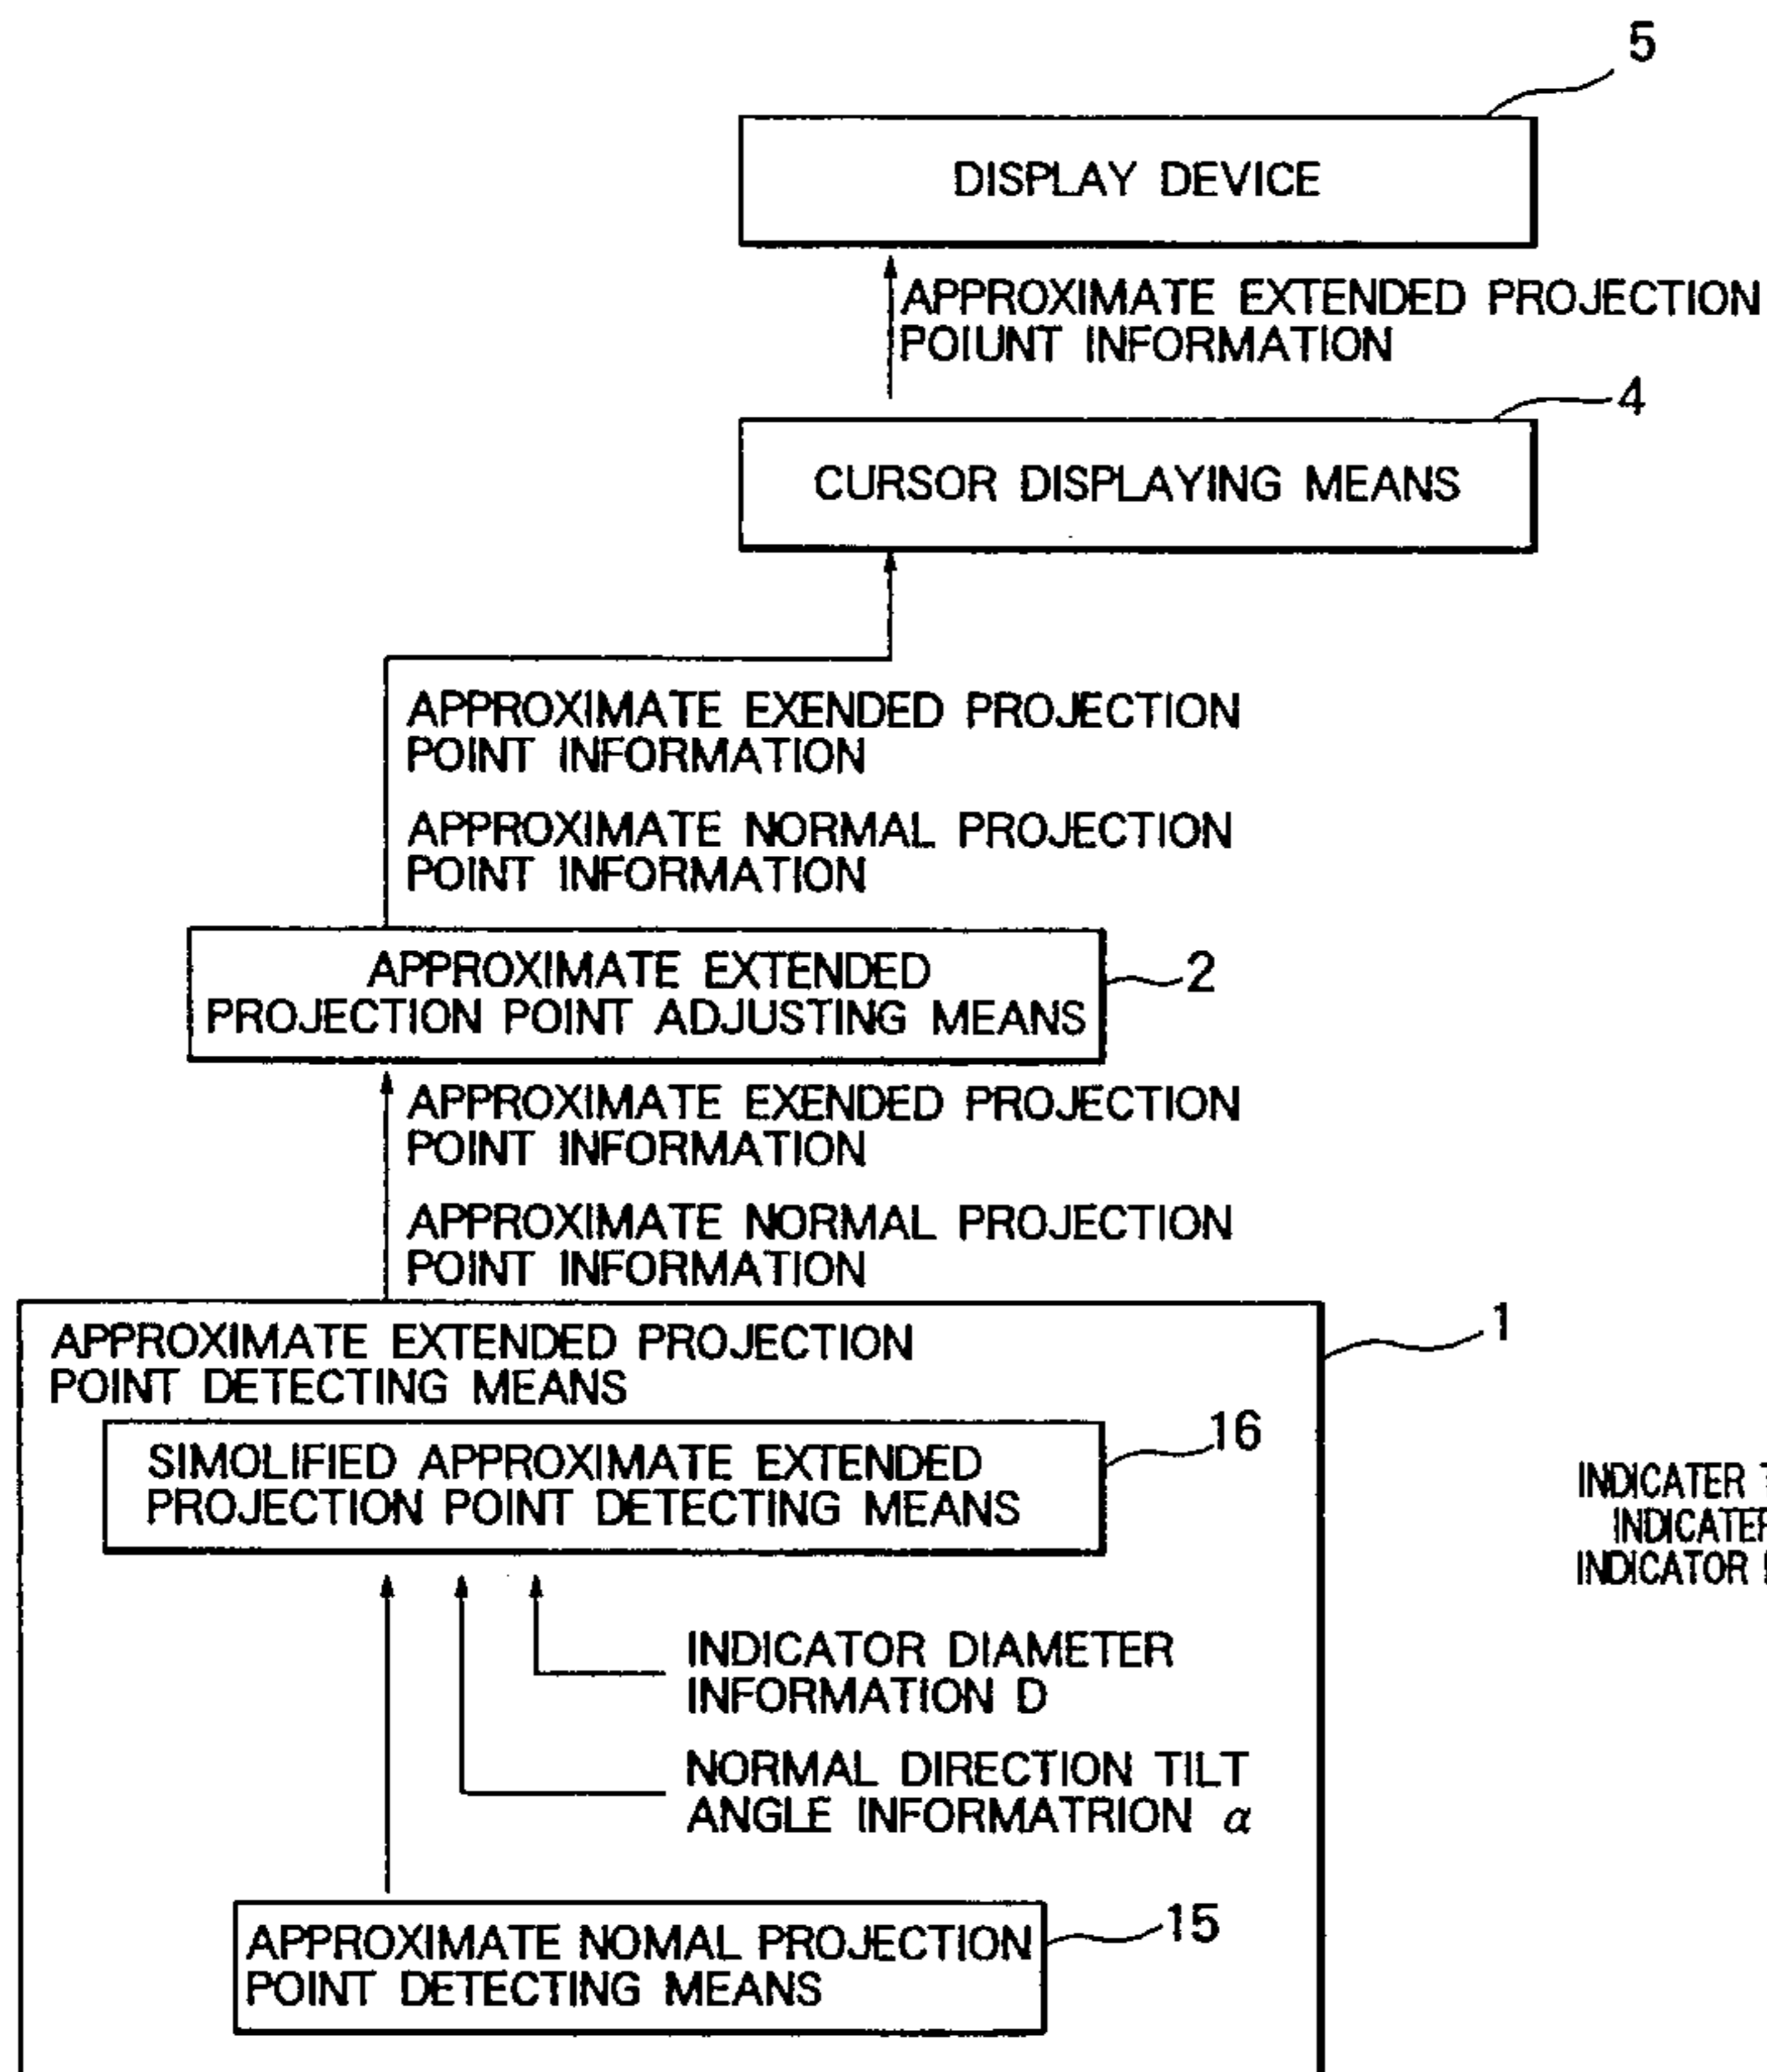 5
DISPLAY DEVICE
APPROXIMATE EXTENDED PROJECTION
POIUNT INFORMATION
4
CURSOR DISPLAYING MEANS
APPROXIMATE EXENDED PROJECTION
POINT INFORMATION
APPROXIMATE NORMAL PROJECTION
POINT INFORMATION
APPROXIMATE EXTENDED
PROJECTION POINT ADJUSTING MEANS
2
APPROXIMATE EXENDED PROJECTION
POINT INFORMATION
APPROXIMATE NORMAL PROJECTION
POINT INFORMATION
1
APPROXIMATE EXTENDED PROJECTION
POINT DETECTING MEANS
16
SIMOLIFIED APPROXIMATE EXTENDED
PROJECTION POINT DETECTING MEANS
INDICATER
INDICATER
INDICATOR
INDICATOR DIAMETER
INFORMATION D
NORMAL DIRECTION TILT
ANGLE INFORMATRION α
15
APPROXIMATE NOMAL PROJECTION
POINT DETECTING MEANS